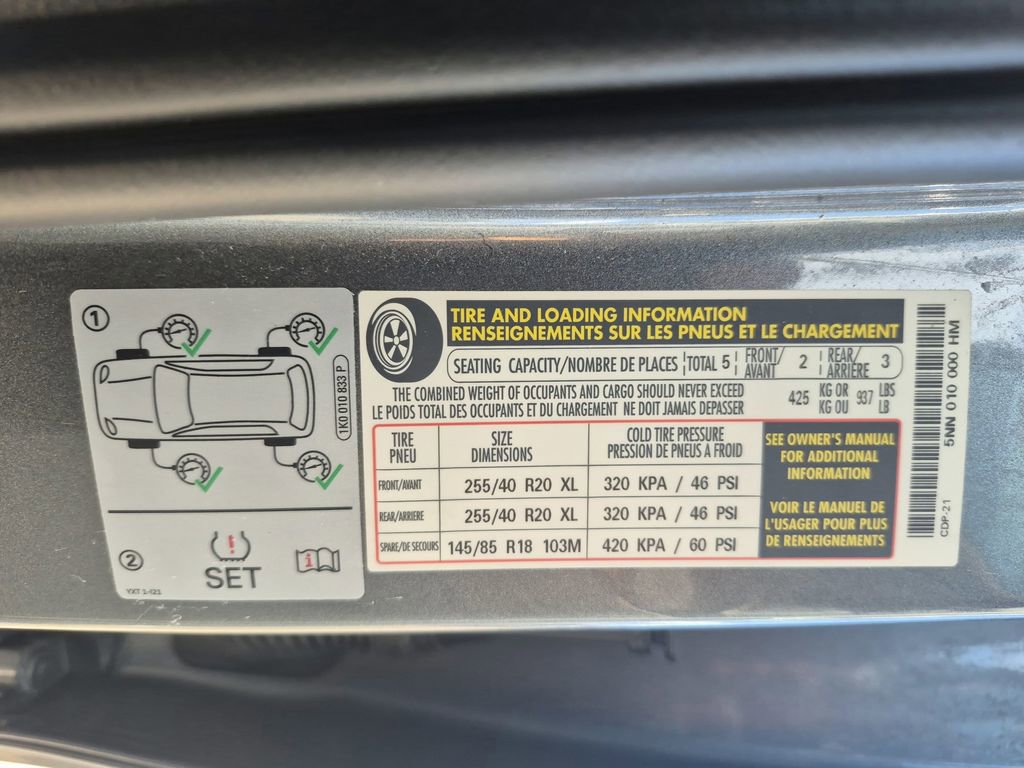 1
1K0 010 833 P
2
SET
i
YXT 1-I21
TIRE AND LOADING INFORMATION
RENSEIGNEMENTS SUR LES PNEUS ET LE CHARGEMENT
SEATING CAPACITY/NOMBRE DE PLACES TOTAL 5 FRONT/AVANT 2 REAR/ARRIÈRE 3
THE COMBINED WEIGHT OF OCCUPANTS AND CARGO SHOULD NEVER EXCEED 425 KG OR 937 LBS
LE POIDS TOTAL DES OCCUPANTS ET DU CHARGEMENT NE DOIT JAMAIS DEPASSER KG OU LB
TIRE SIZE COLD TIRE PRESSURE
PNEU DIMENSIONS PRESSION DE PNEUS A FROID
FRONT/AVANT 255/40 R20 XL 320 KPA / 46 PSI
REAR/ARRIERE 255/40 R20 XL 320 KPA / 46 PSI
SPARE/DE SECOURS 145/85 R18 103M 420 KPA / 60 PSI
SEE OWNER'S MANUAL
FOR ADDITIONAL
INFORMATION
VOIR LE MANUEL DE
L'USAGER POUR PLUS
DE RENSEIGNEMENTS
5NN 010 000 HM
CDP-21